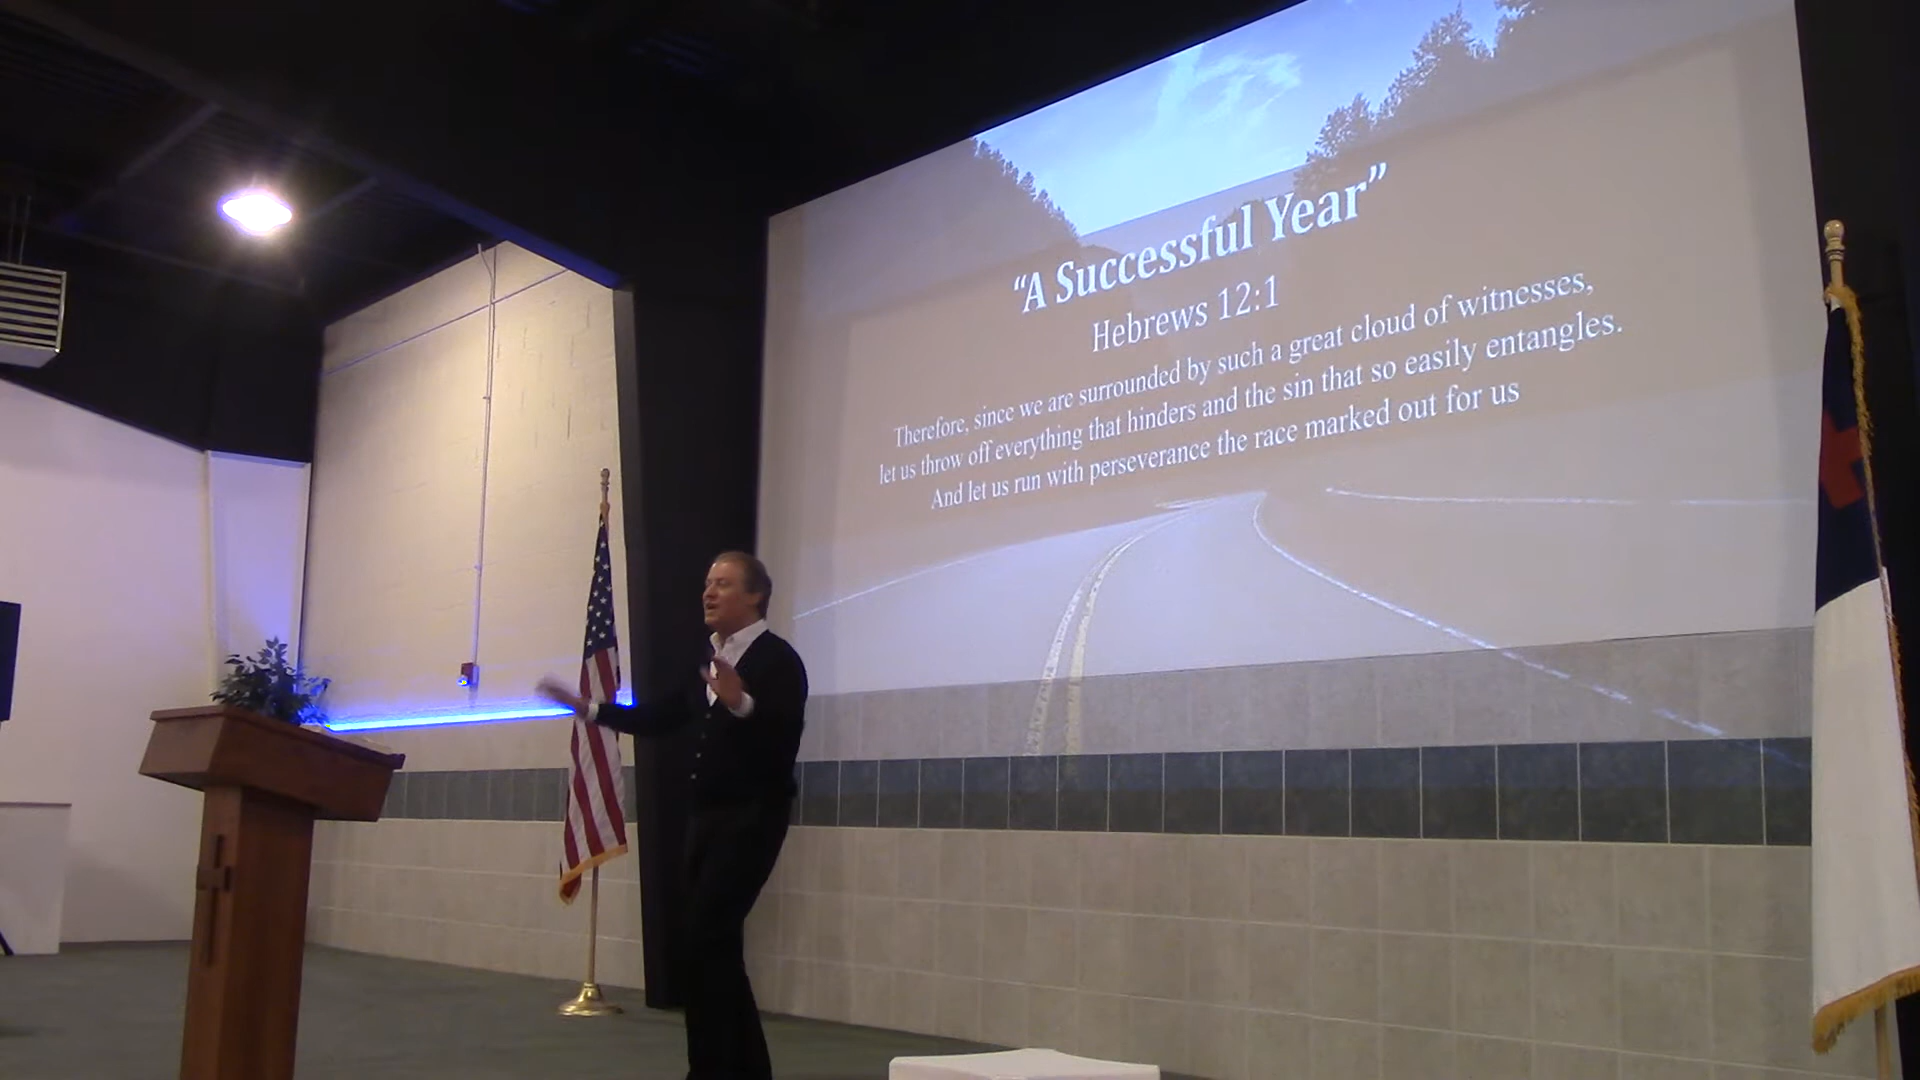 “A Successful Year”
Hebrews 12:1
Therefore, since we are surrounded by such a great cloud of witnesses,
let us throw off everything that hinders and the sin that so easily entangles.
And let us run with perseverance the race marked out for us